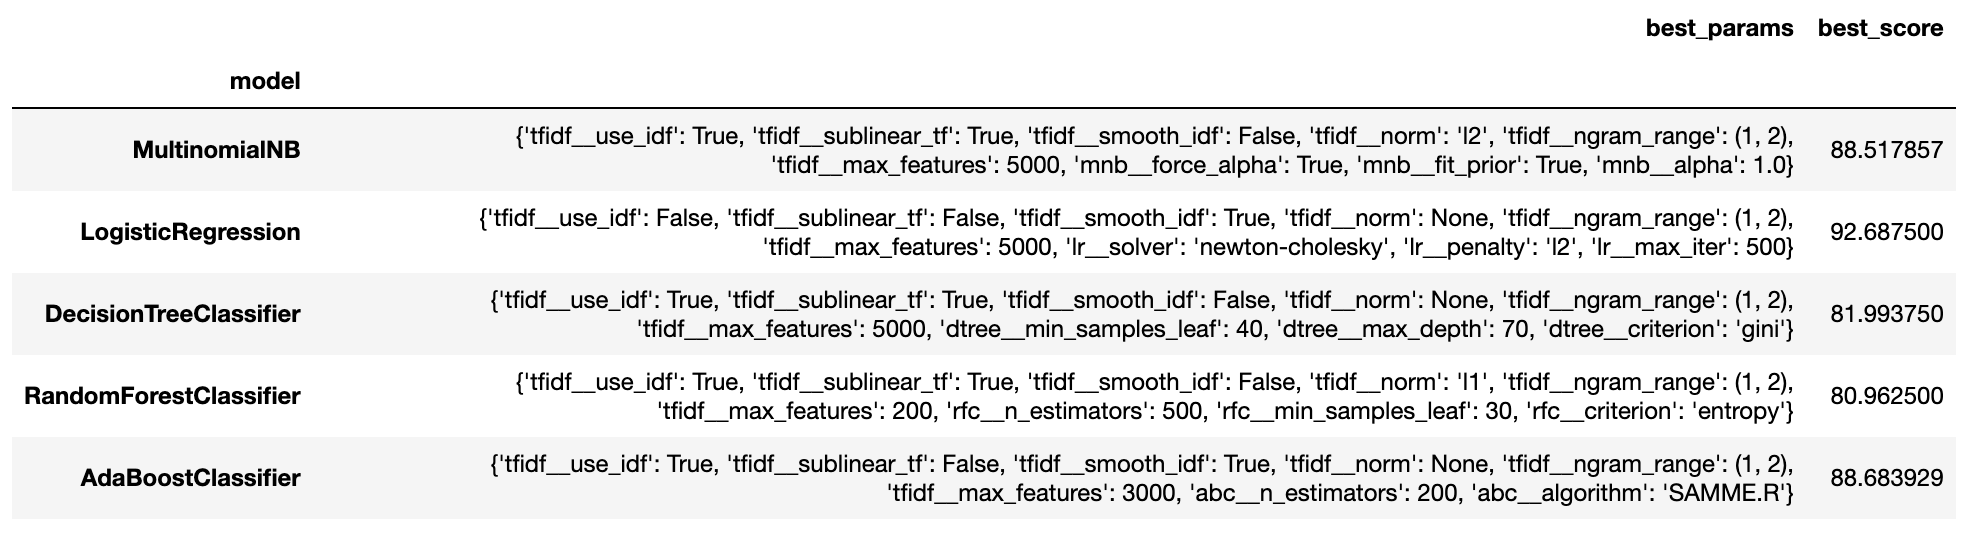 best_params best_score
model
MultinomialNB {'tfidf__use_idf': True, 'tfidf__sublinear_tf': True, 'tfidf__smooth_idf': False, 'tfidf__norm': 'l2', 'tfidf__ngram_range': (1, 2),
'tfidf__max_features': 5000, 'mnb__force_alpha': True, 'mnb__fit_prior': True, 'mnb__alpha': 1.0} 88.517857
LogisticRegression {'tfidf__use_idf': False, 'tfidf__sublinear_tf': False, 'tfidf__smooth_idf': True, 'tfidf__norm': None, 'tfidf__ngram_range': (1, 2),
'tfidf__max_features': 5000, 'lr__solver': 'newton-cholesky', 'lr__penalty': 'l2', 'lr__max_iter': 500} 92.687500
DecisionTreeClassifier {'tfidf__use_idf': True, 'tfidf__sublinear_tf': True, 'tfidf__smooth_idf': False, 'tfidf__norm': None, 'tfidf__ngram_range': (1, 2),
'tfidf__max_features': 5000, 'dtree__min_samples_leaf': 40, 'dtree__max_depth': 70, 'dtree__criterion': 'gini'} 81.993750
RandomForestClassifier {'tfidf__use_idf': True, 'tfidf__sublinear_tf': True, 'tfidf__smooth_idf': False, 'tfidf__norm': 'l1', 'tfidf__ngram_range': (1, 2),
'tfidf__max_features': 200, 'rfc__n_estimators': 500, 'rfc__min_samples_leaf': 30, 'rfc__criterion': 'entropy'} 80.962500
AdaBoostClassifier {'tfidf__use_idf': True, 'tfidf__sublinear_tf': False, 'tfidf__smooth_idf': True, 'tfidf__norm': None, 'tfidf__ngram_range': (1, 2),
'tfidf__max_features': 3000, 'abc__n_estimators': 200, 'abc__algorithm': 'SAMME.R'} 88.683929